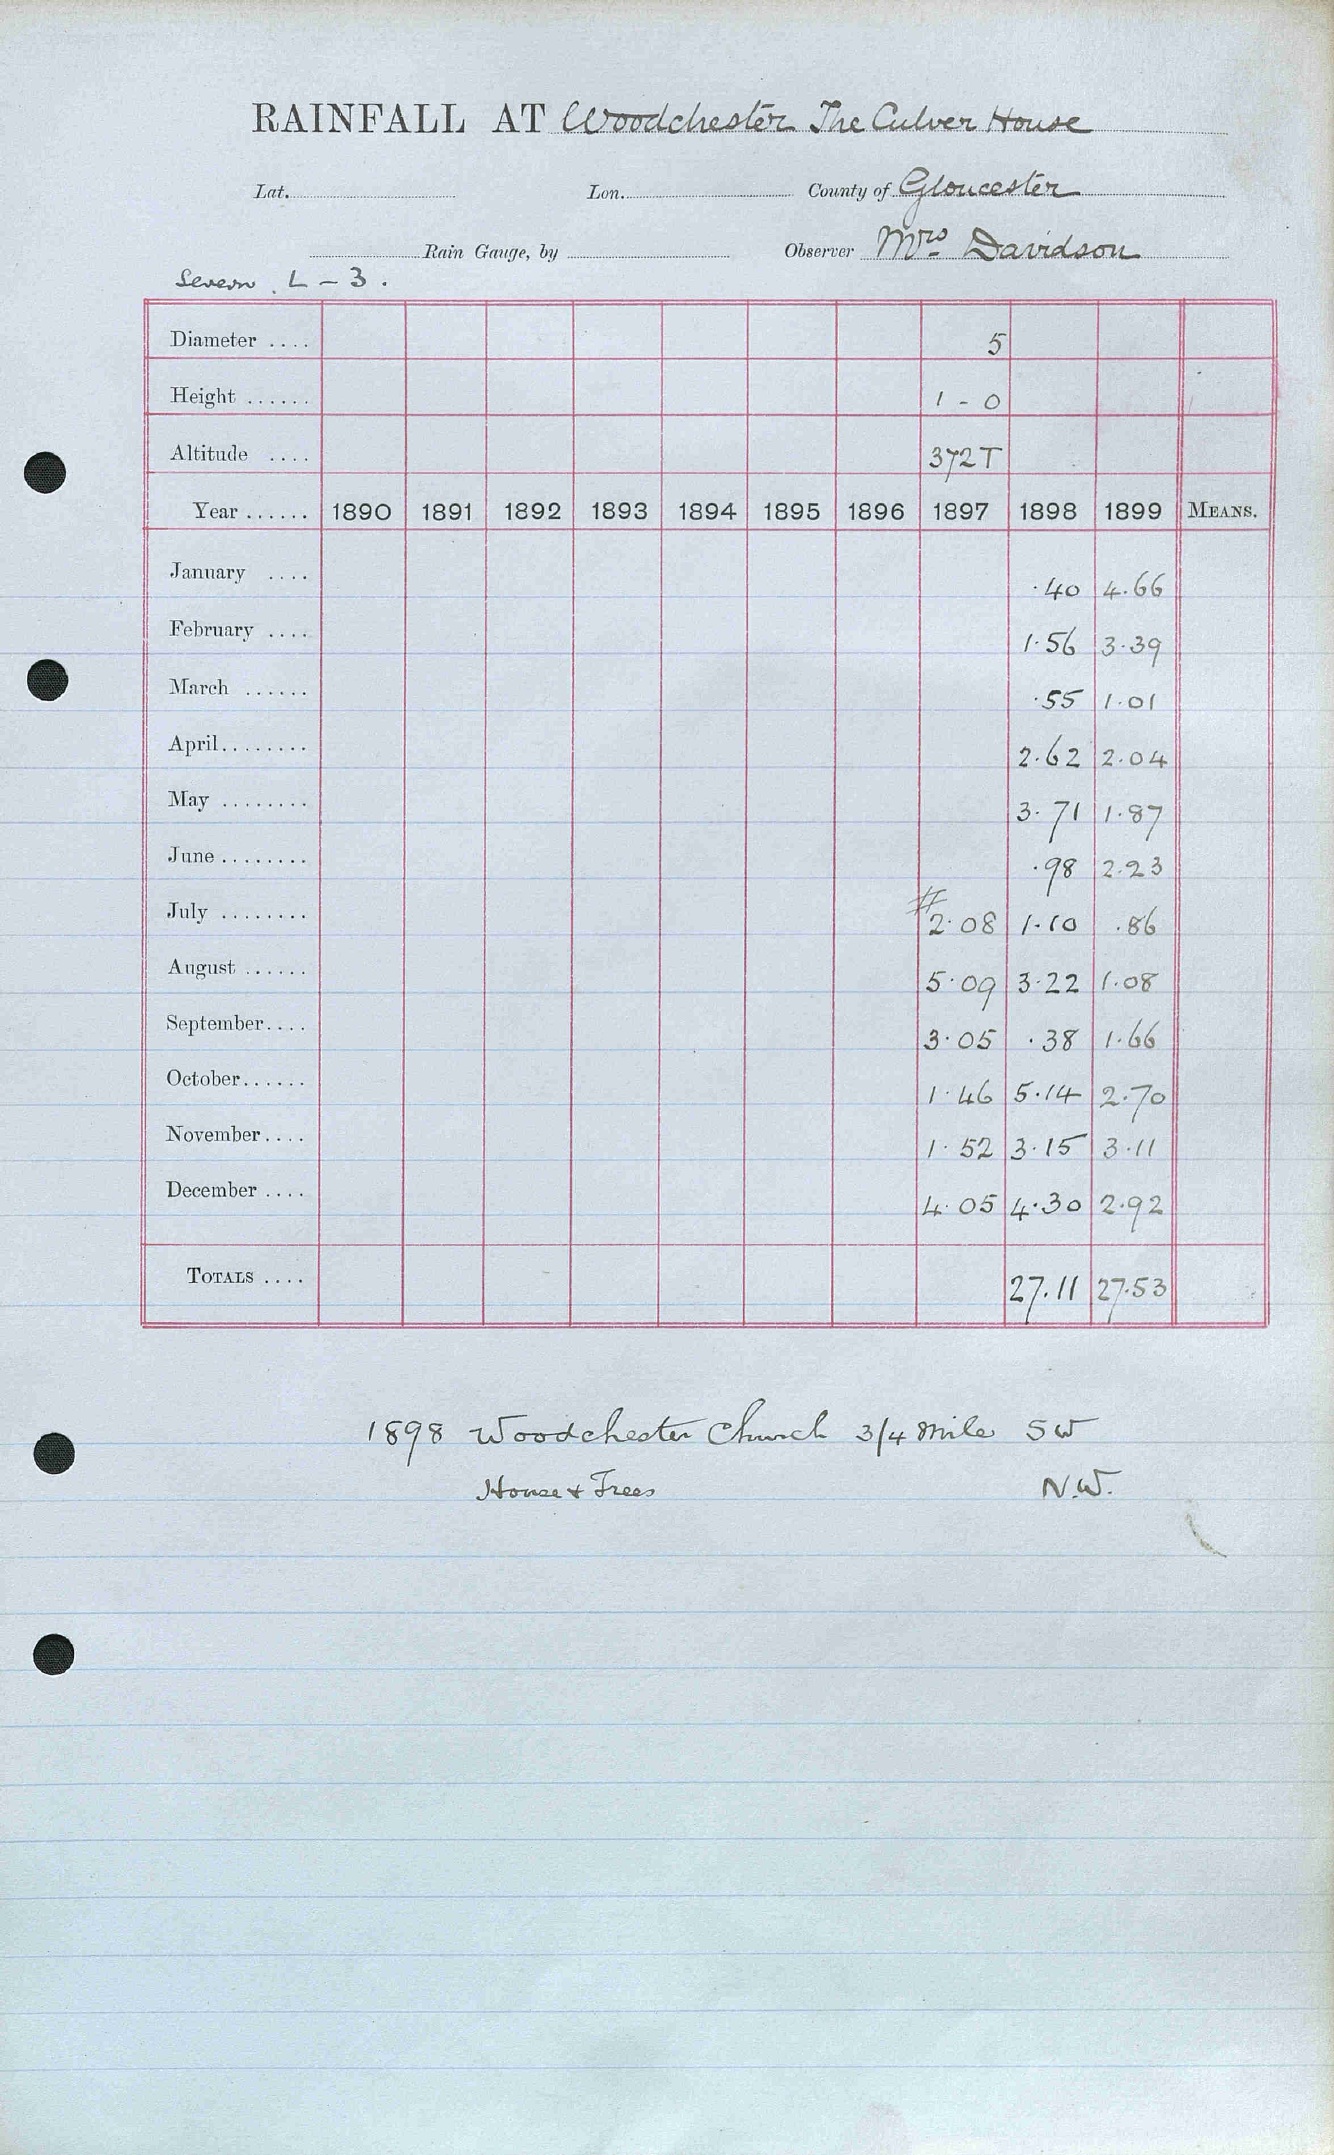 RAINFALL AT Woodchester The Culver House
Lat. Lon. County of Gloucester
Rain Gauge, by Observer Mrs Davidson
Severn. L - 3.
Diameter .... 5
Height ...... 1 - 0
Altitude .... 372 T
Year ...... 1890 1891 1892 1893 1894 1895 1896 1897 1898 1899 MEANS.
January .... ·40 4.66
February .... 1·56 3·39
March ...... ·55 1·01
April........ 2·62 2·04
May ........ 3·71 1·87
June ........ ·98 2·23
July ........ #2·08 1·10 ·86
August ...... 5·09 3·22 1·08
September.... 3·05 ·38 1·66
October...... 1·46 5·14 2·70
November.... 1·52 3·15 3·11
December .... 4·05 4·30 2·92
TOTALS .... 27.11 27.53
1898 Woodchester Church 3/4 mile SW
House & Trees N.W.